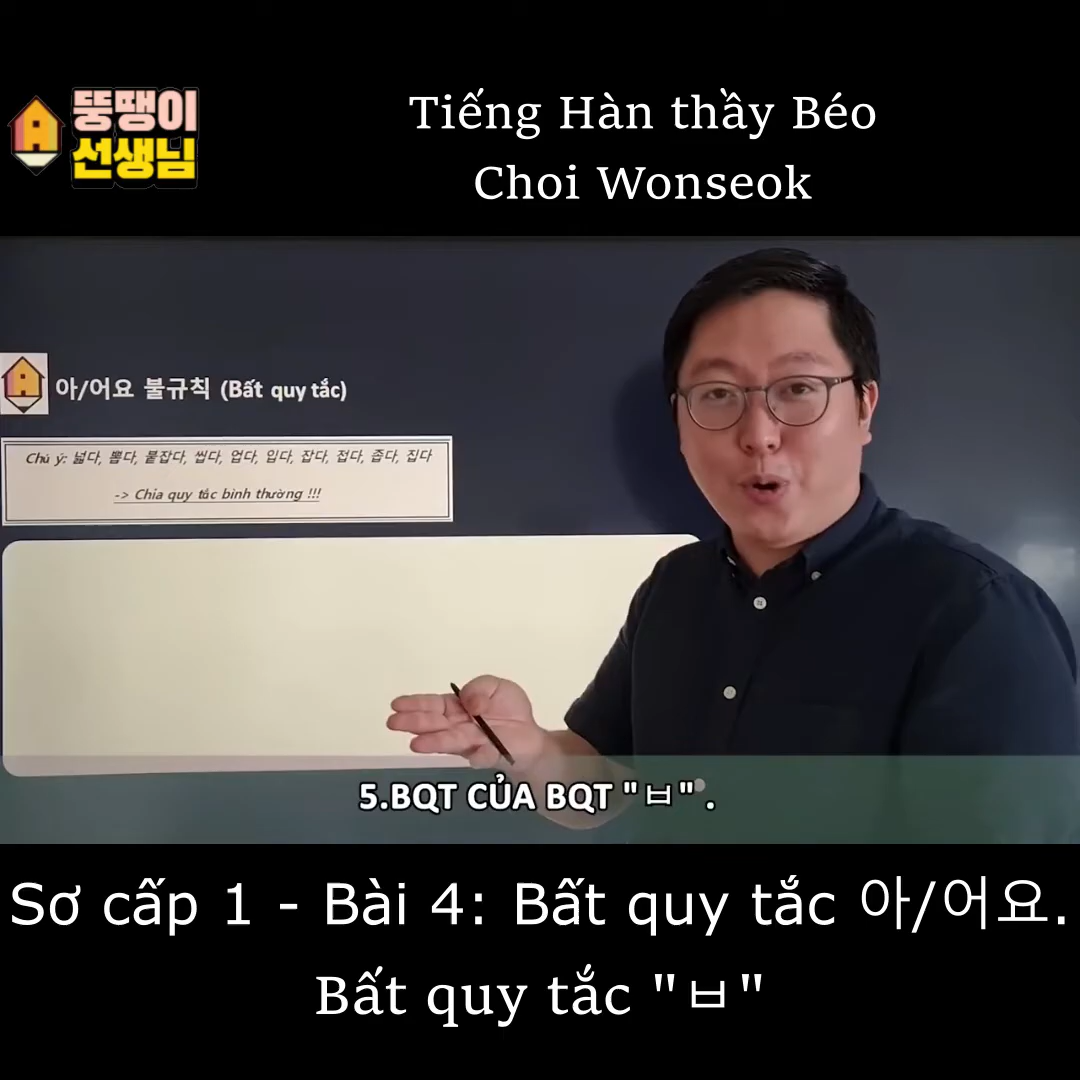 뚱땡이
선생님
Tiếng Hàn thầy Béo
Choi Wonseok
아/어요 불규칙 (Bất quy tắc)
Chú ý: 넓다, 뽑다, 붙잡다, 씹다, 업다, 입다, 잡다, 접다, 좁다, 집다
-> Chia quy tắc bình thường !!!
5.BQT CỦA BQT "ㅂ" .
Sơ cấp 1 - Bài 4: Bất quy tắc 아/어요.
Bất quy tắc "ㅂ"